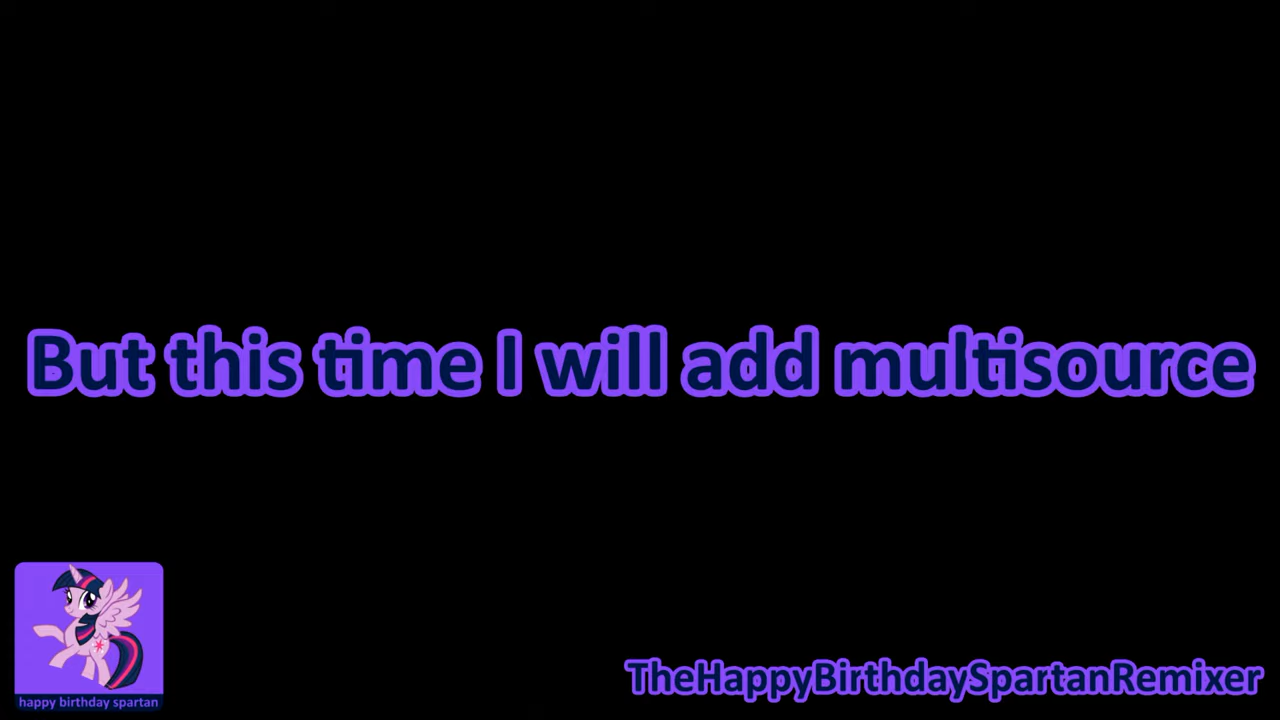 But this time I will add multisource
happy birthday spartan
TheHappyBirthdaySpartanRemixer